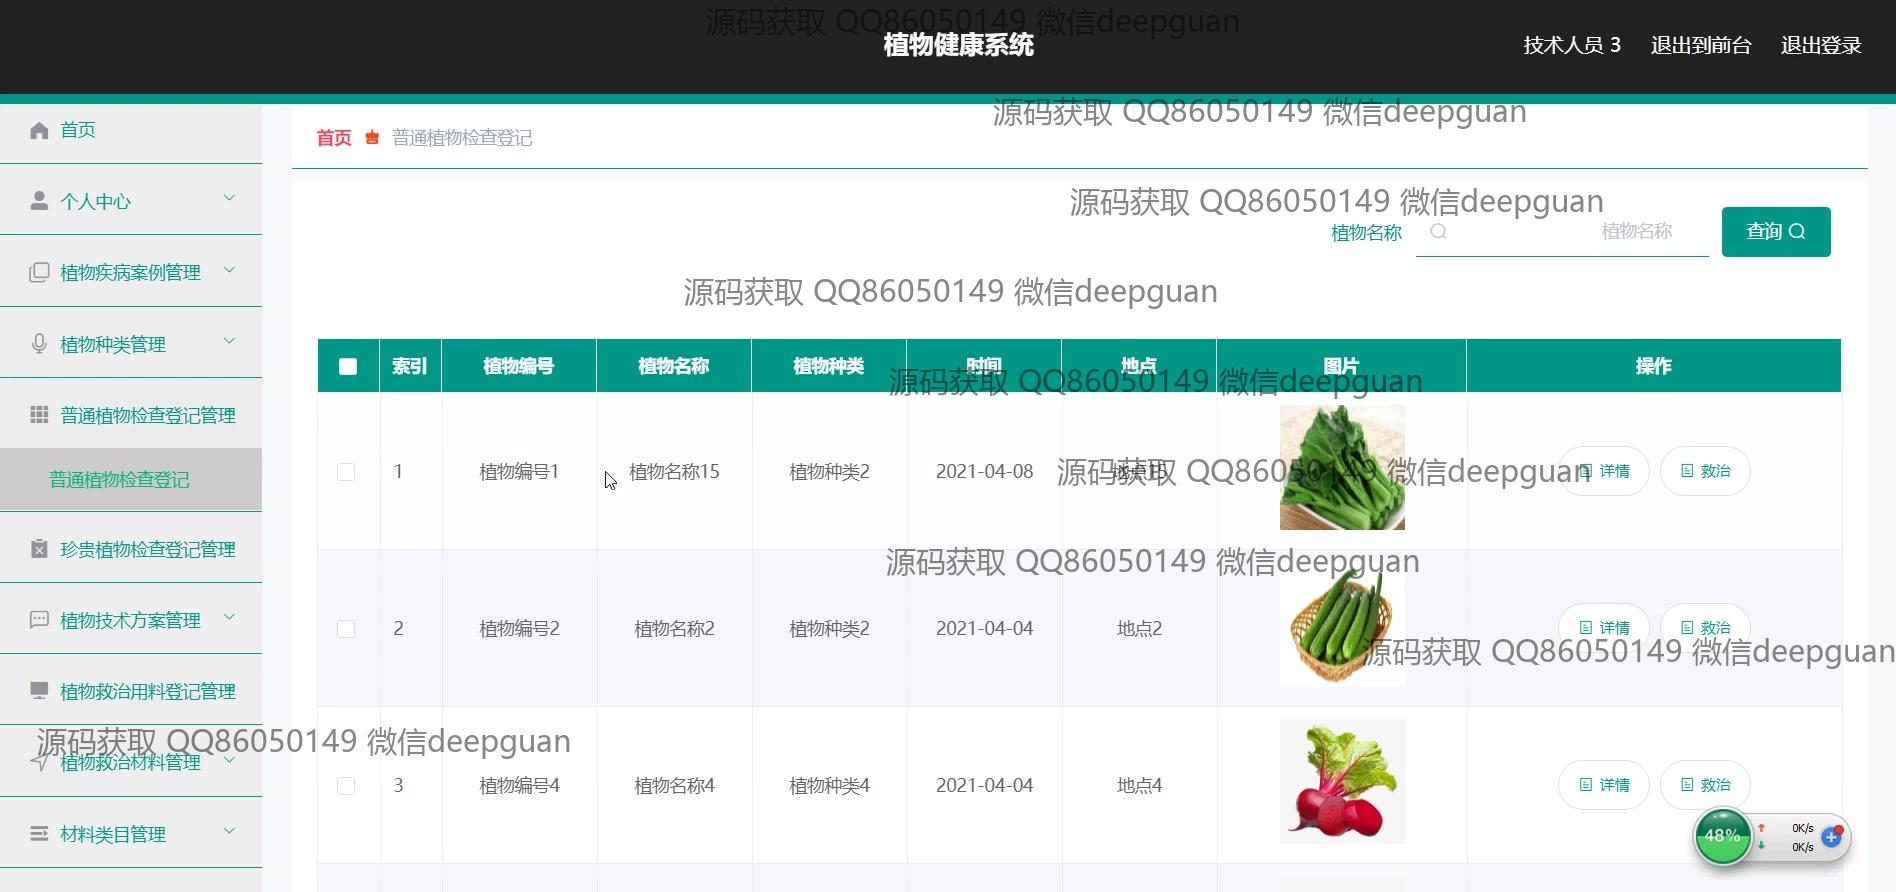 源码获取 QQ86050149 微信deepguan
植物健康系统
技术人员 3 退出到前台 退出登录
源码获取 QQ86050149 微信deepguan
首页
首页 普通植物检查登记
源码获取 QQ86050149 微信deepguan
个人中心
植物名称 植物名称 查询
植物疾病案例管理
源码获取 QQ86050149 微信deepguan
植物种类管理
索引 植物编号 植物名称 植物种类 时间 地点 图片 操作
源码获取 QQ86050149 微信deepguan
普通植物检查登记管理
普通植物检查登记
1 植物编号1 植物名称15 植物种类2 2021-04-08 地点15 详情 救治
源码获取 QQ86050149 微信deepguan
珍贵植物检查登记管理
源码获取 QQ86050149 微信deepguan
植物技术方案管理
2 植物编号2 植物名称2 植物种类2 2021-04-04 地点2 详情 救治
源码获取 QQ86050149 微信deepguan
植物救治用料登记管理
源码获取 QQ86050149 微信deepguan
植物救治材料管理
3 植物编号4 植物名称4 植物种类4 2021-04-04 地点4 详情 救治
材料类目管理
48% 0K/s
0K/s